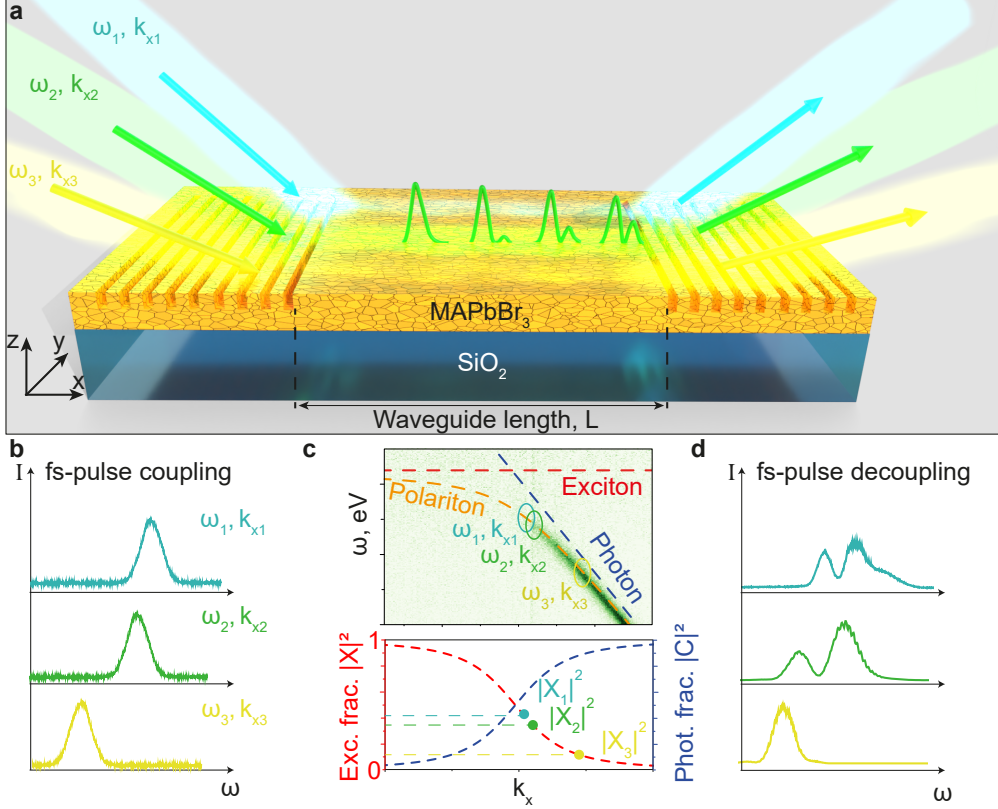 a
ω₁, kₓ₁
ω₂, kₓ₂
ω₃, kₓ₃
MAPbBr₃
SiO₂
z
y
x
Waveguide length, L
b
I
fs-pulse coupling
ω₁, kₓ₁
ω₂, kₓ₂
ω₃, kₓ₃
ω
c
ω, eV
Polariton
Exciton
Photon
ω₁, kₓ₁
ω₂, kₓ₂
ω₃, kₓ₃
Exc. frac. |X|²
1
0
|X₁|²
|X₂|²
|X₃|²
Phot. frac. |C|²
kₓ
d
I
fs-pulse decoupling
ω